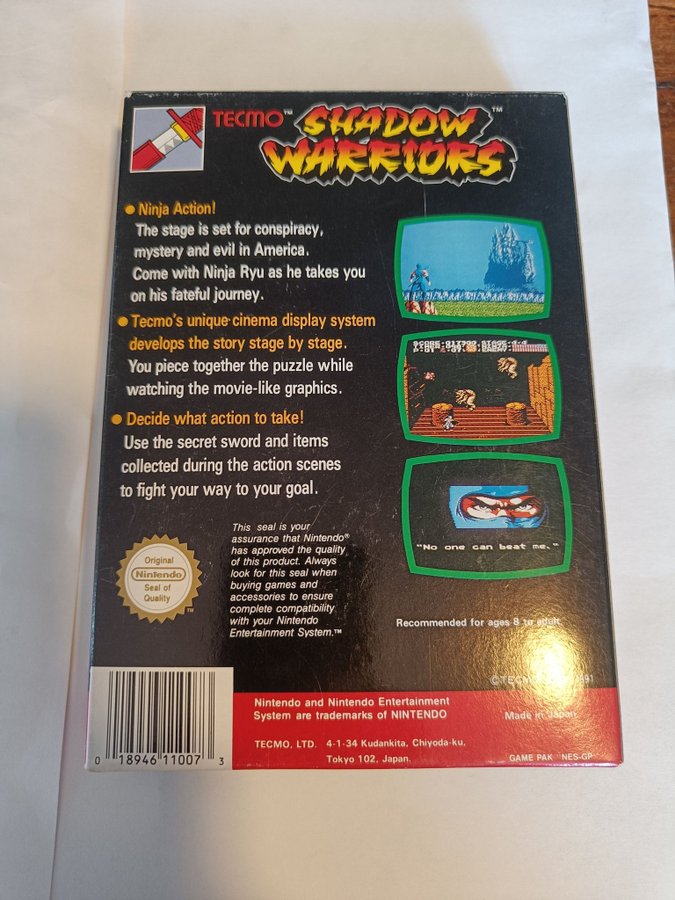 TECMO™ SHADOW WARRIORS™
• Ninja Action!
The stage is set for conspiracy,
mystery and evil in America.
Come with Ninja Ryu as he takes you
on his fateful journey.
• Tecmo's unique cinema display system
develops the story stage by stage.
You piece together the puzzle while
watching the movie-like graphics.
• Decide what action to take!
Use the secret sword and items
collected during the action scenes
to fight your way to your goal.
"No one can beat me."
Original
Nintendo
Seal of
Quality
™
This seal is your
assurance that Nintendo®
has approved the quality
of this product. Always
look for this seal when
buying games and
accessories to ensure
complete compatibility
with your Nintendo
Entertainment System.™
Recommended for ages 8 to adult.
©TECMO
Nintendo and Nintendo Entertainment
System are trademarks of NINTENDO
Made in Japan
TECMO, LTD. 4-1-34 Kudankita, Chiyoda-ku,
Tokyo 102, Japan.
GAME PAK NES-GP
0 18946 11007 3